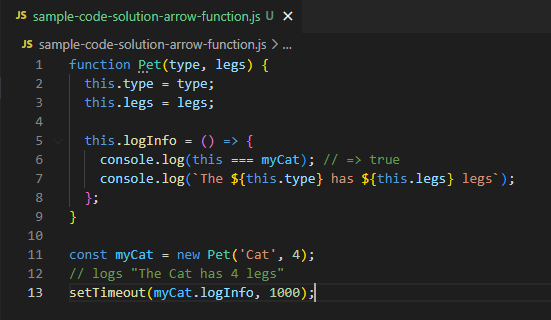 JS sample-code-solution-arrow-function.js U ×
JS sample-code-solution-arrow-function.js > ...
1 function Pet(type, legs) {
2   this.type = type;
3   this.legs = legs;
4
5   this.logInfo = () => {
6     console.log(this === myCat); // => true
7     console.log(`The ${this.type} has ${this.legs} legs`);
8   };
9 }
10
11 const myCat = new Pet('Cat', 4);
12 // logs "The Cat has 4 legs"
13 setTimeout(myCat.logInfo, 1000);